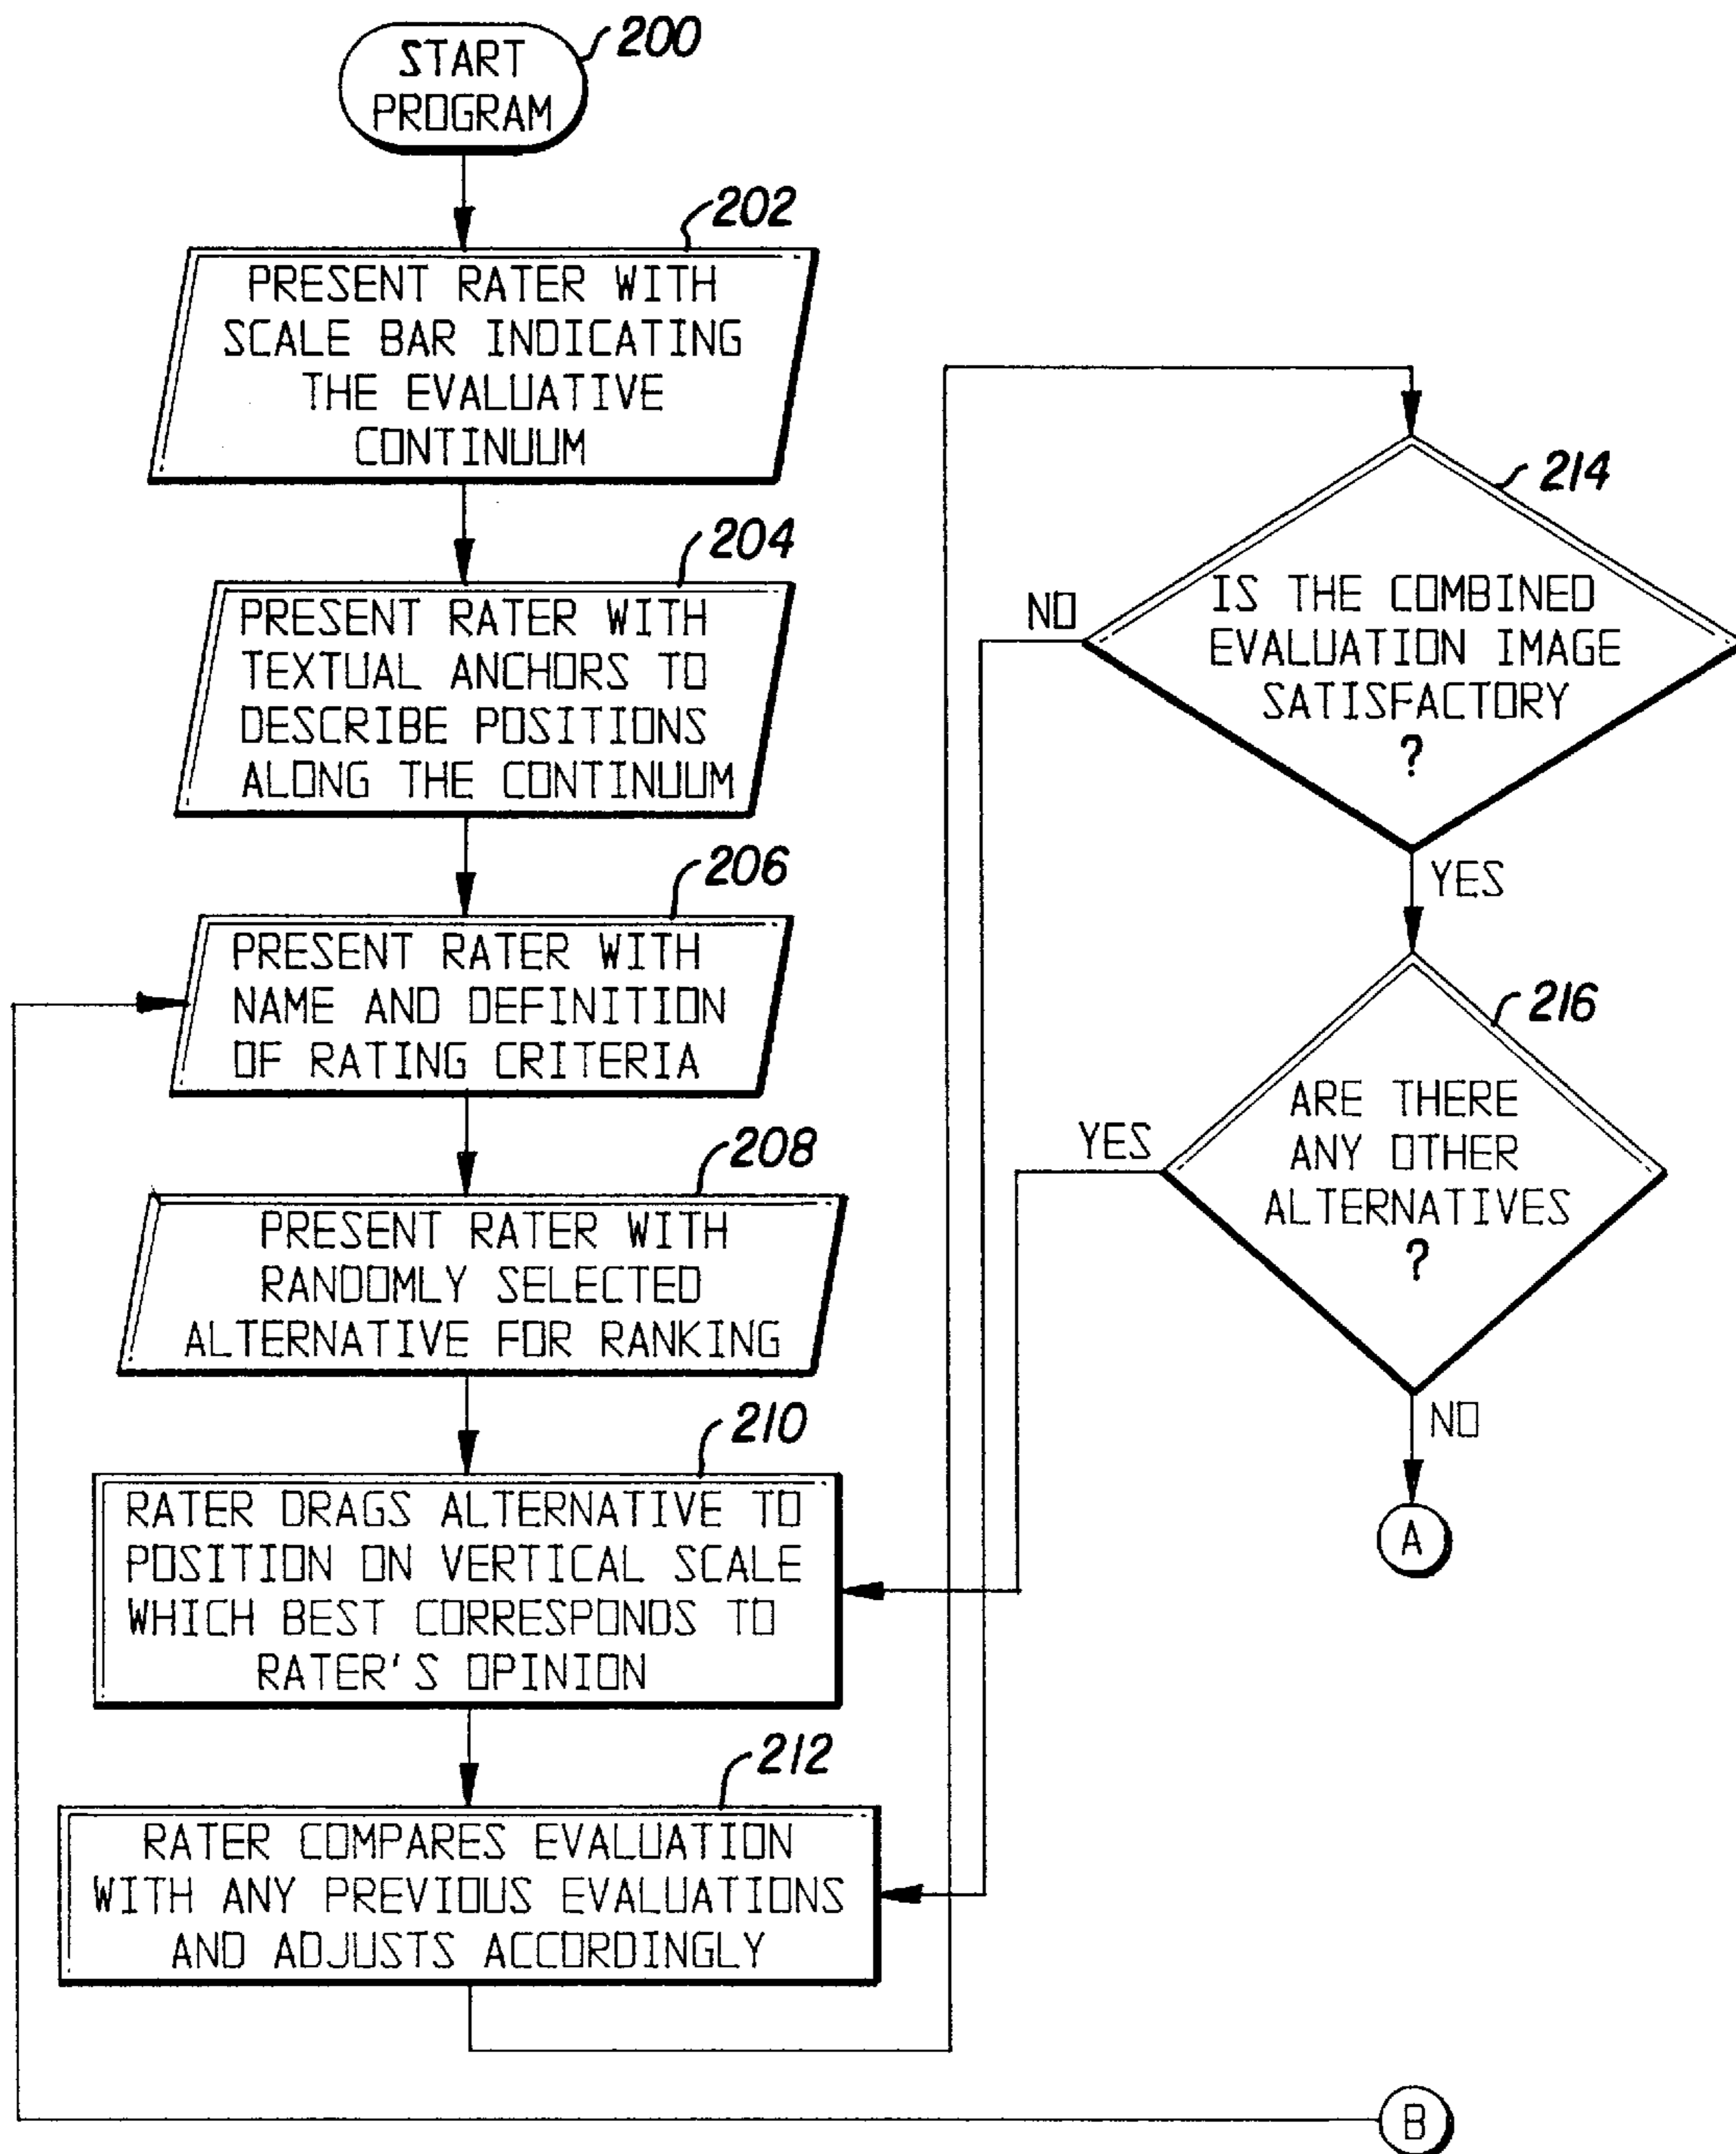 200
START
PROGRAM
202
PRESENT RATER WITH
SCALE BAR INDICATING
THE EVALUATIVE
CONTINUUM
204
PRESENT RATER WITH
TEXTUAL ANCHORS TO
DESCRIBE POSITIONS
ALONG THE CONTINUUM
206
PRESENT RATER WITH
NAME AND DEFINITION
OF RATING CRITERIA
208
PRESENT RATER WITH
RANDOMLY SELECTED
ALTERNATIVE FOR RANKING
210
RATER DRAGS ALTERNATIVE TO
POSITION ON VERTICAL SCALE
WHICH BEST CORRESPONDS TO
RATER'S OPINION
212
RATER COMPARES EVALUATION
WITH ANY PREVIOUS EVALUATIONS
AND ADJUSTS ACCORDINGLY
214
IS THE COMBINED
EVALUATION IMAGE
SATISFACTORY
?
NO
YES
216
ARE THERE
ANY OTHER
ALTERNATIVES
?
YES
NO
A
B